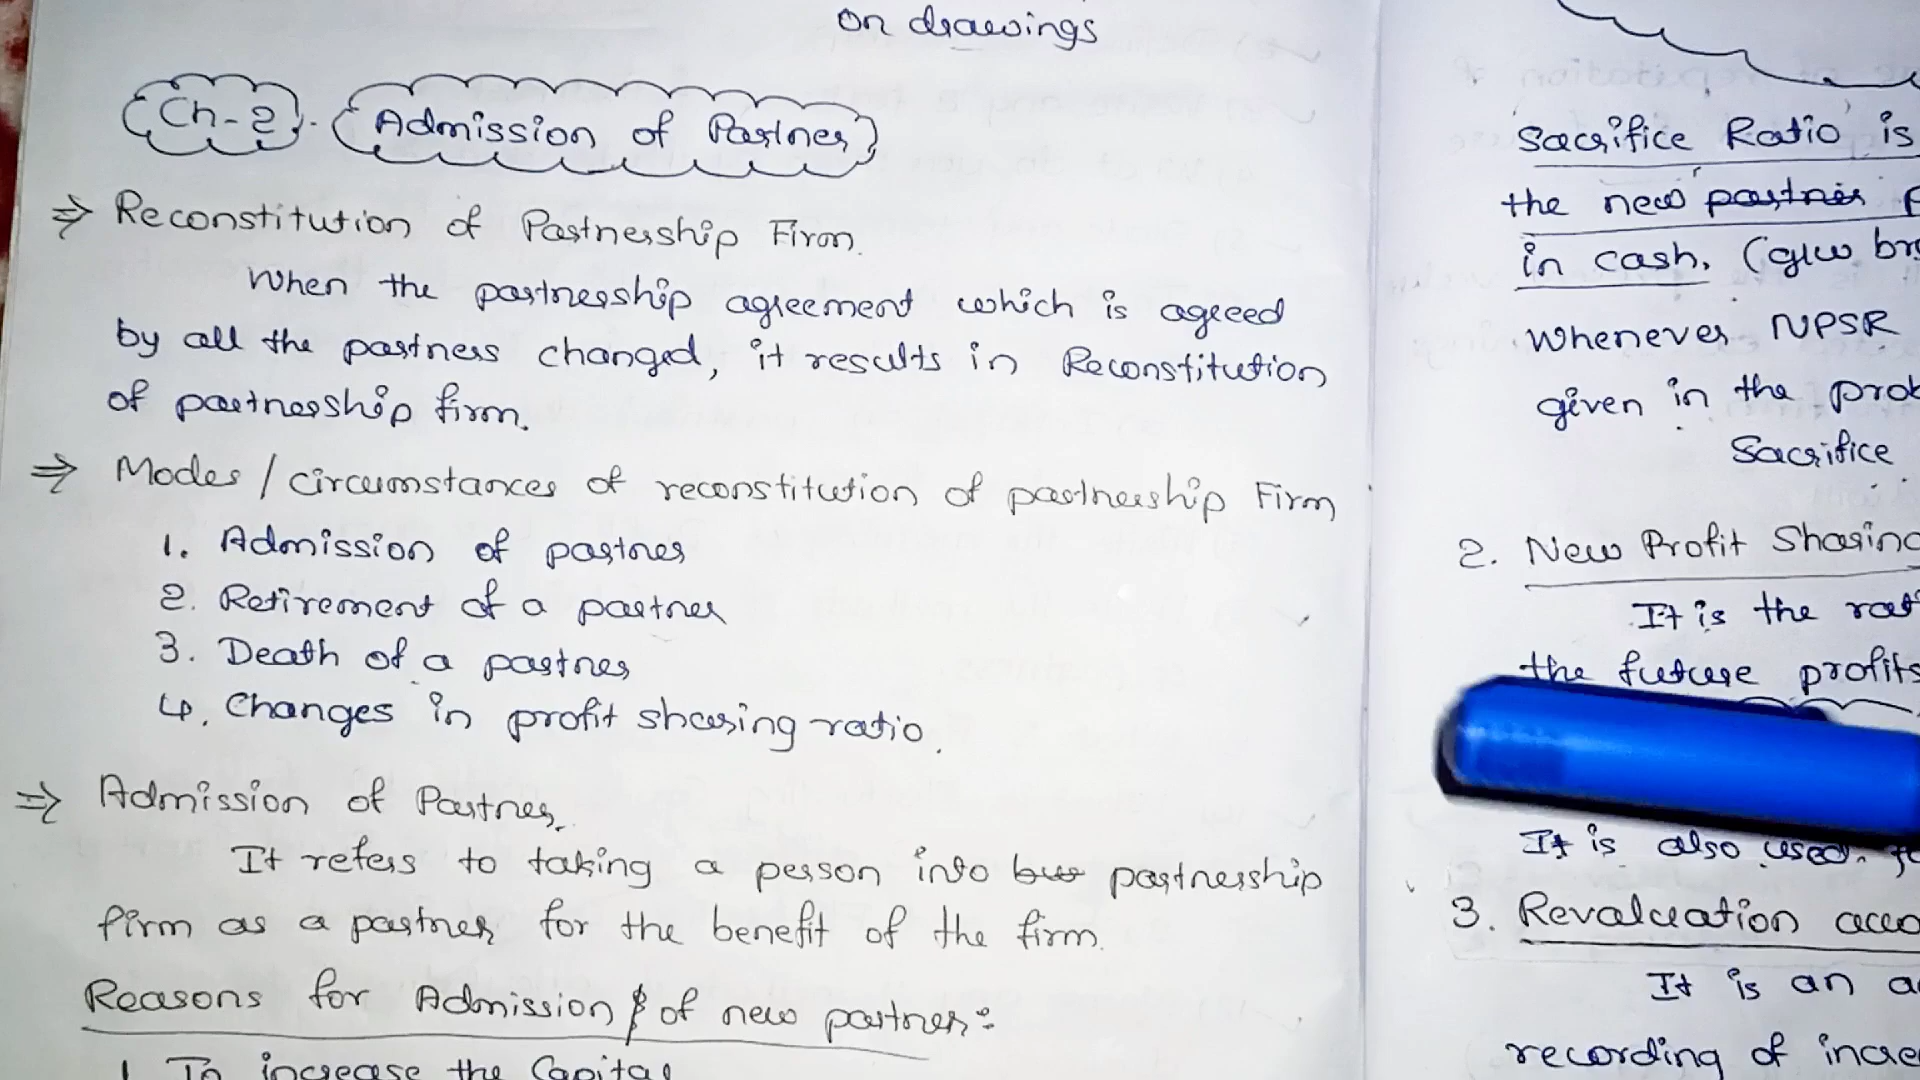 on drawings
Ch-2. Admission of Partner
⇒ Reconstitution of Partnership Firm.
When the partnership agreement which is agreed
by all the partners changed, it results in Reconstitution
of partnership firm.
⇒ Modes / circumstances of reconstitution of partnership Firm
1. Admission of partner
2. Retirement of a partner
3. Death of a partner
4. Changes in profit sharing ratio.
⇒ Admission of Partner.
It refers to taking a person into partnership
firm as a partner for the benefit of the firm.
Reasons for Admission of new partner:
1. To increase the Capital
Sacrifice Ratio is
the new partner
in cash. (g/w
Whenever NPSR
given in the
Sacrifice
2. New Profit Sharing
It is the
the future profits
It is also used
3. Revaluation
It is an
recording of